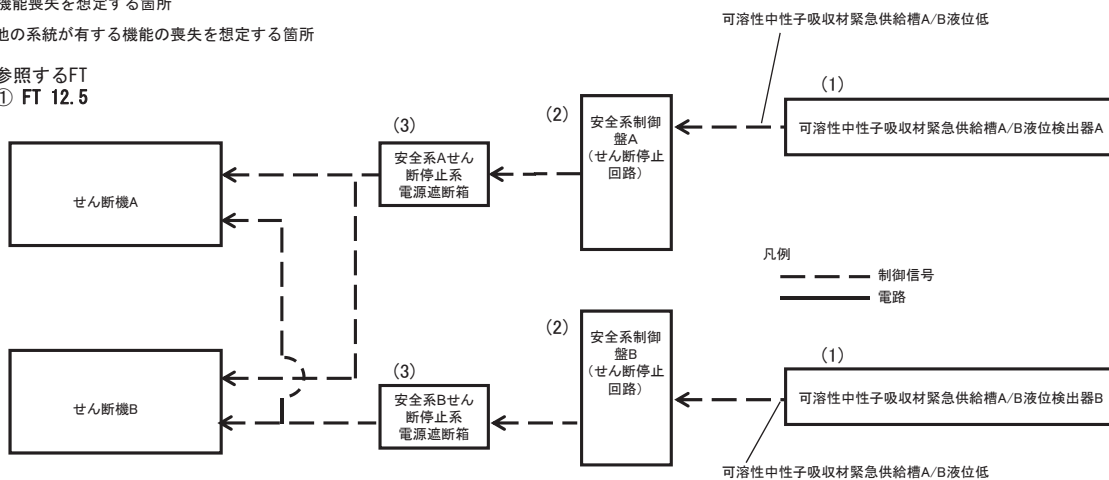 機能喪失を想定する箇所
他の系統が有する機能の喪失を想定する箇所
参照するFT
① FT 12.5
可溶性中性子吸収材緊急供給槽A/B液位低
(1)
可溶性中性子吸収材緊急供給槽A/B液位検出器A
(2)
安全系制御
盤A
(せん断停止
回路)
(3)
安全系Aせん
断停止系
電源遮断箱
せん断機A
凡例
制御信号
電路
(2)
安全系制御
盤B
(せん断停止
回路)
(1)
可溶性中性子吸収材緊急供給槽A/B液位検出器B
(3)
安全系Bせん
断停止系
電源遮断箱
せん断機B
可溶性中性子吸収材緊急供給槽A/B液位低